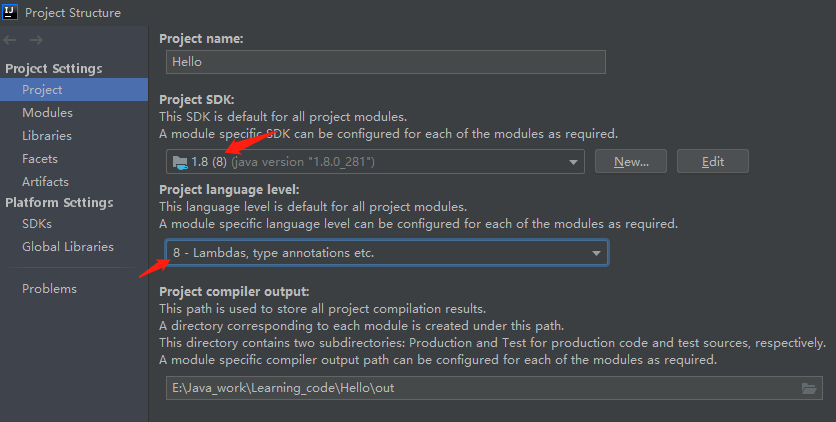 IJ Project Structure
Project Settings
Project
Modules
Libraries
Facets
Artifacts
Platform Settings
SDKs
Global Libraries
Problems
Project name:
Hello
Project SDK:
This SDK is default for all project modules.
A module specific SDK can be configured for each of the modules as required.
1.8 (8) (java version "1.8.0_281")
New...
Edit
Project language level:
This language level is default for all project modules.
A module specific language level can be configured for each of the modules as required.
8 - Lambdas, type annotations etc.
Project compiler output:
This path is used to store all project compilation results.
A directory corresponding to each module is created under this path.
This directory contains two subdirectories: Production and Test for production code and test sources, respectively.
A module specific compiler output path can be configured for each of the modules as required.
E:\Java_work\Learning_code\Hello\out